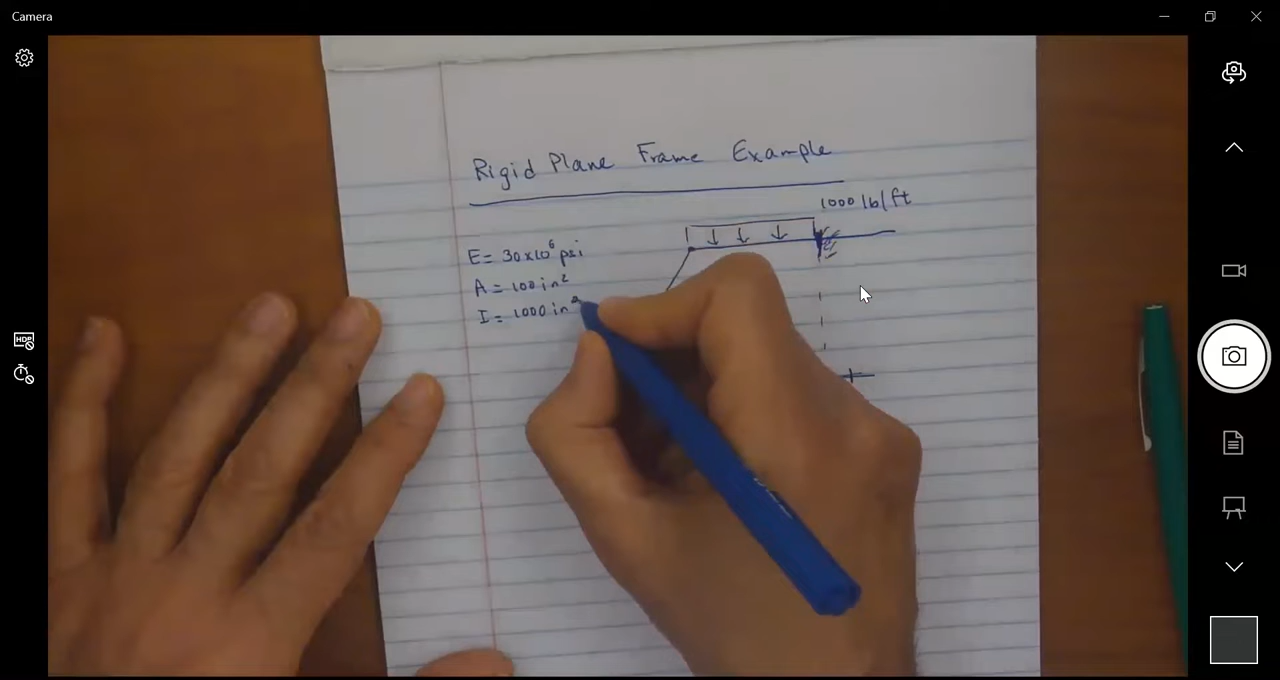 Camera
Rigid Plane Frame Example
1000 lb/ft
E = 30x10⁶ psi
A = 100 in²
I = 1000 in⁴